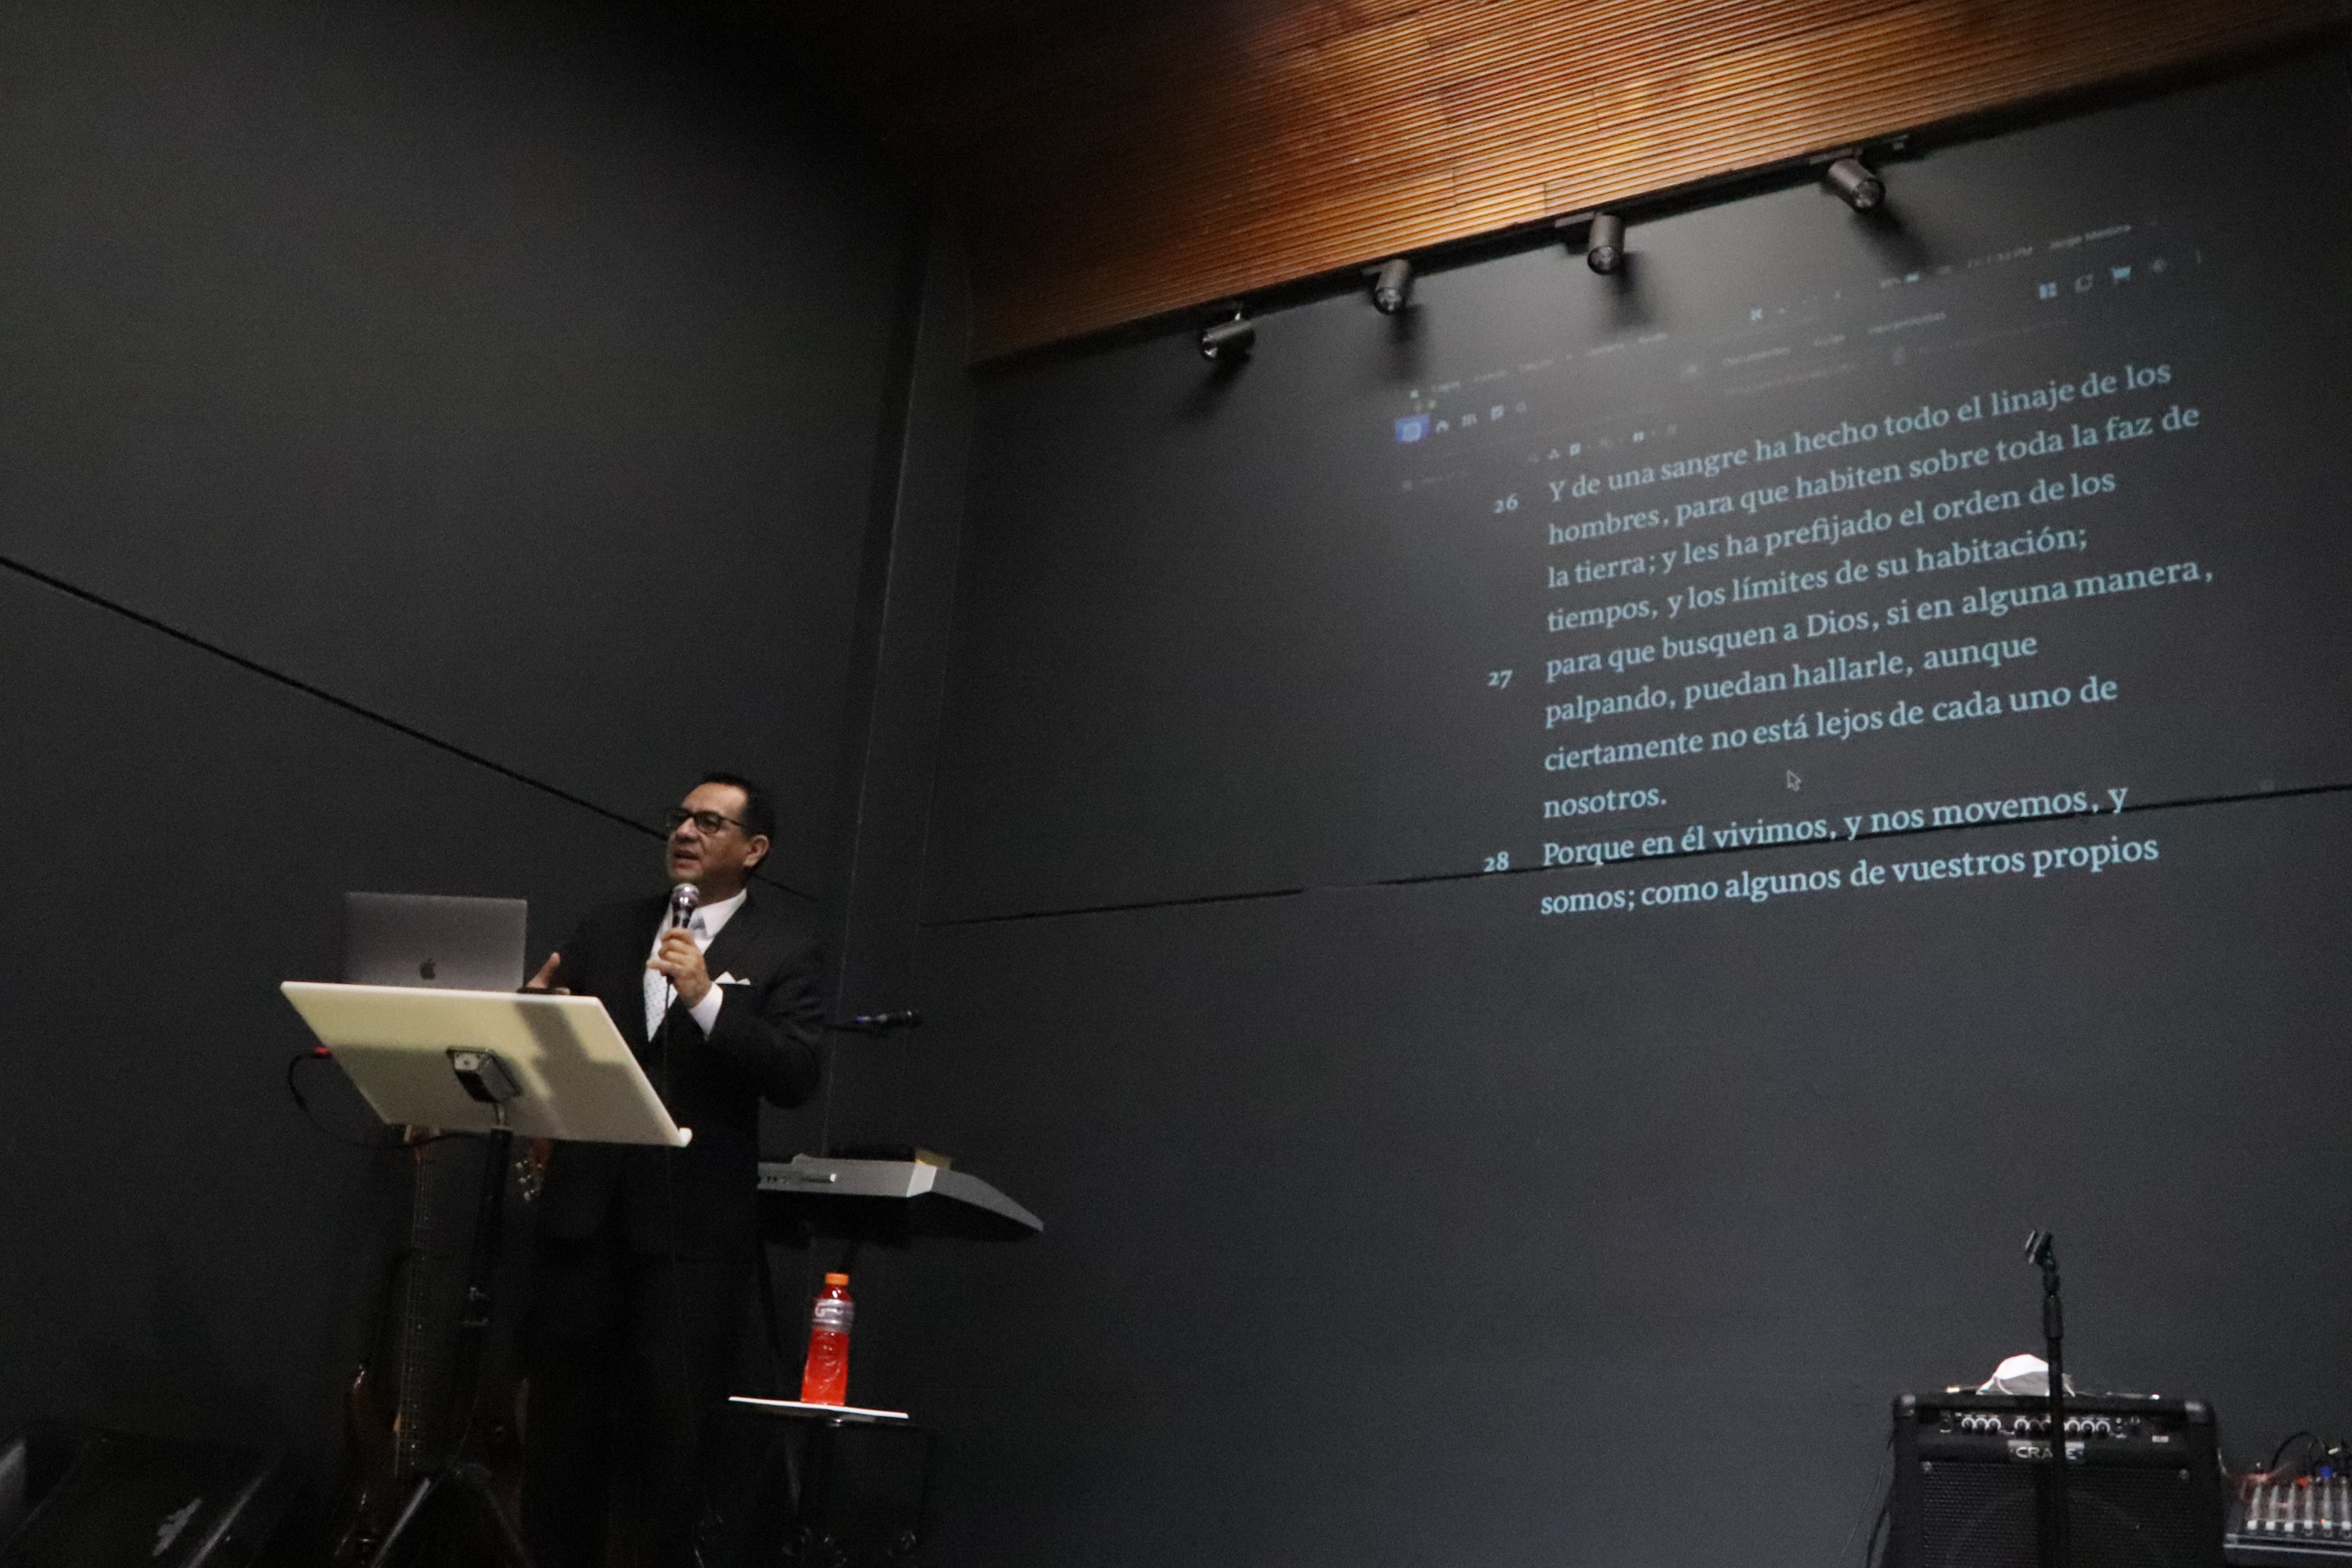 26 Y de una sangre ha hecho todo el linaje de los
hombres, para que habiten sobre toda la faz de
la tierra; y les ha prefijado el orden de los
tiempos, y los límites de su habitación;
27 para que busquen a Dios, si en alguna manera,
palpando, puedan hallarle, aunque
ciertamente no está lejos de cada uno de
nosotros.
28 Porque en él vivimos, y nos movemos, y
somos; como algunos de vuestros propios